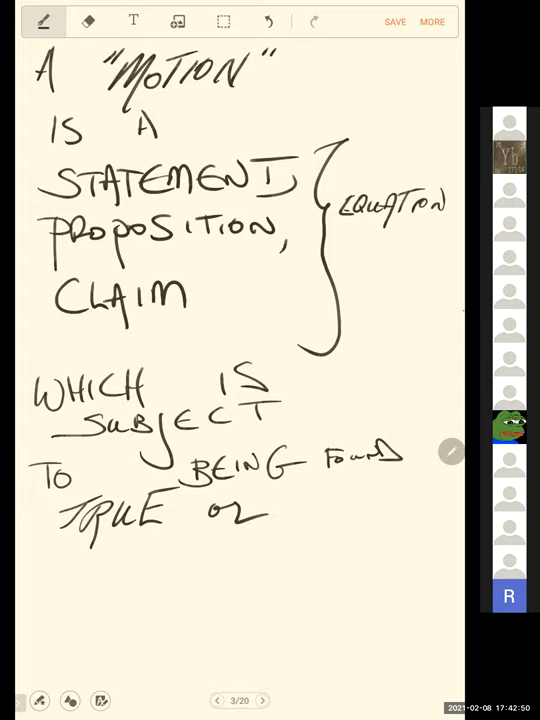 SAVE MORE
A "MOTION"
IS A
STATEMENT,
PROPOSITION,
CLAIM
EQUATION
WHICH IS
SUBJECT
TO BEING FOUND
TRUE or
3/20
Yb
R
2021-02-08 17:42:50